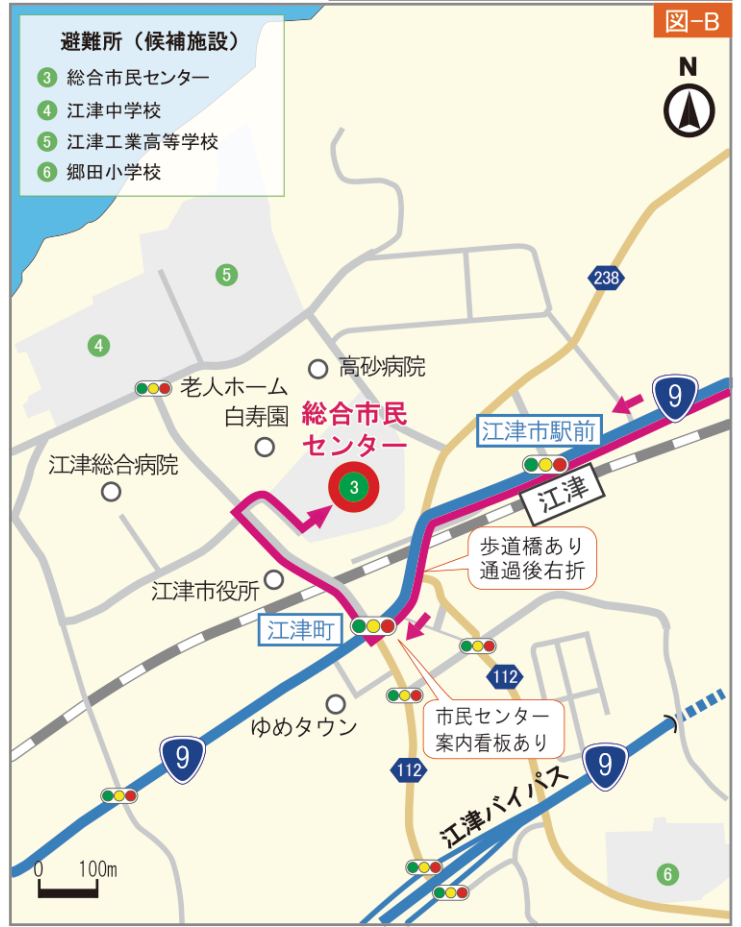 図-B
避難所（候補施設）
3 総合市民センター
4 江津中学校
5 江津工業高等学校
6 郷田小学校
N
5
238
4
高砂病院
老人ホーム
白寿園
9
総合市民
センター
江津市駅前
江津総合病院
3
江津
歩道橋あり
通過後右折
江津市役所
江津町
112
市民センター
案内看板あり
ゆめタウン
9
9
112
江津バイパス
0 100m
6